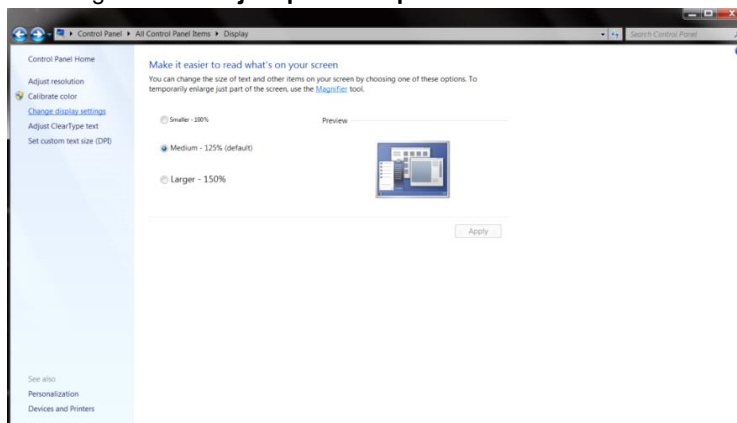 Control Panel ▸ All Control Panel Items ▸ Display
Search Control Panel
Control Panel Home
Adjust resolution
Calibrate color
Change display settings
Adjust ClearType text
Set custom text size (DPI)
Make it easier to read what's on your screen
You can change the size of text and other items on your screen by choosing one of these options. To
temporarily enlarge just part of the screen, use the Magnifier tool.
Smaller - 100%
Preview
Medium - 125% (default)
Larger - 150%
Apply
See also
Personalization
Devices and Printers